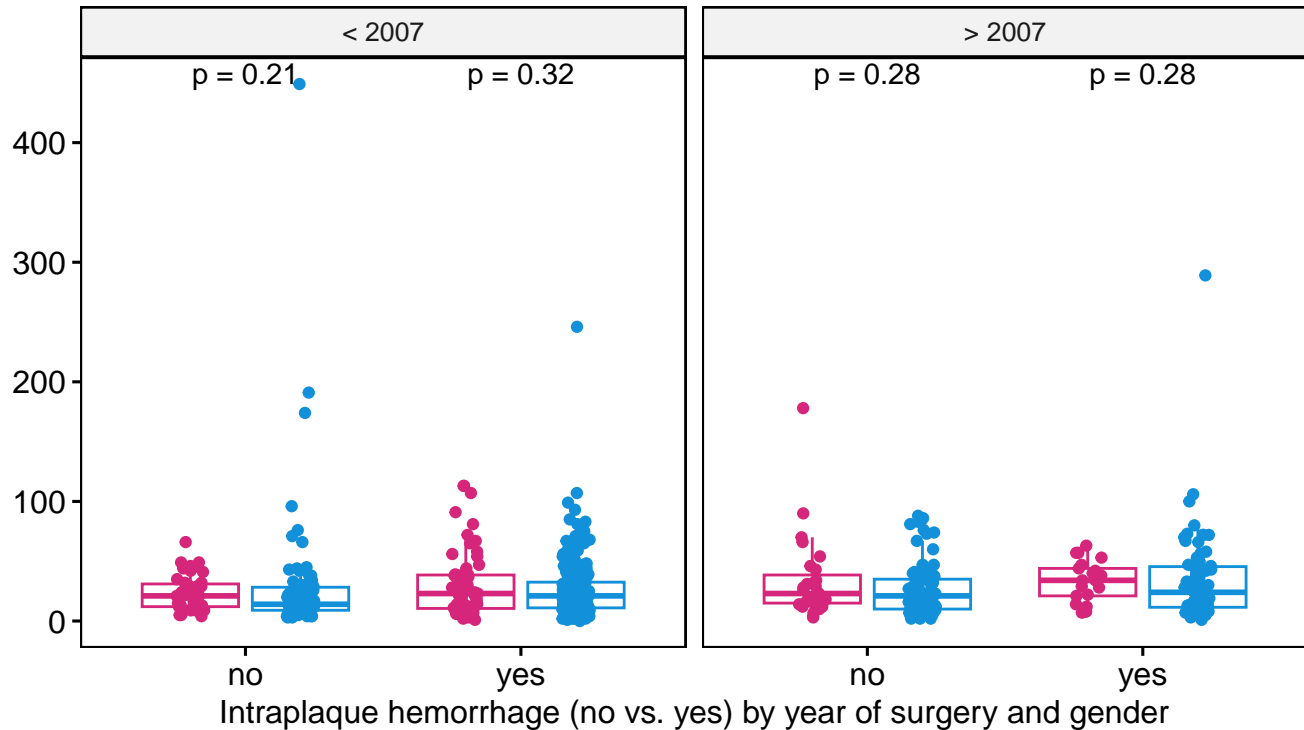 < 2007
> 2007
p = 0.21
p = 0.32
p = 0.28
p = 0.28
400
300
200
100
0
no
yes
no
yes
Intraplaque hemorrhage (no vs. yes) by year of surgery and gender